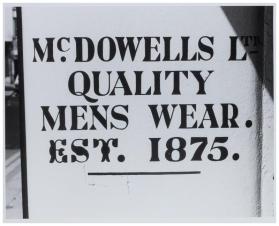 McDOWELLS LTD
QUALITY
MENS WEAR.
EST. 1875.